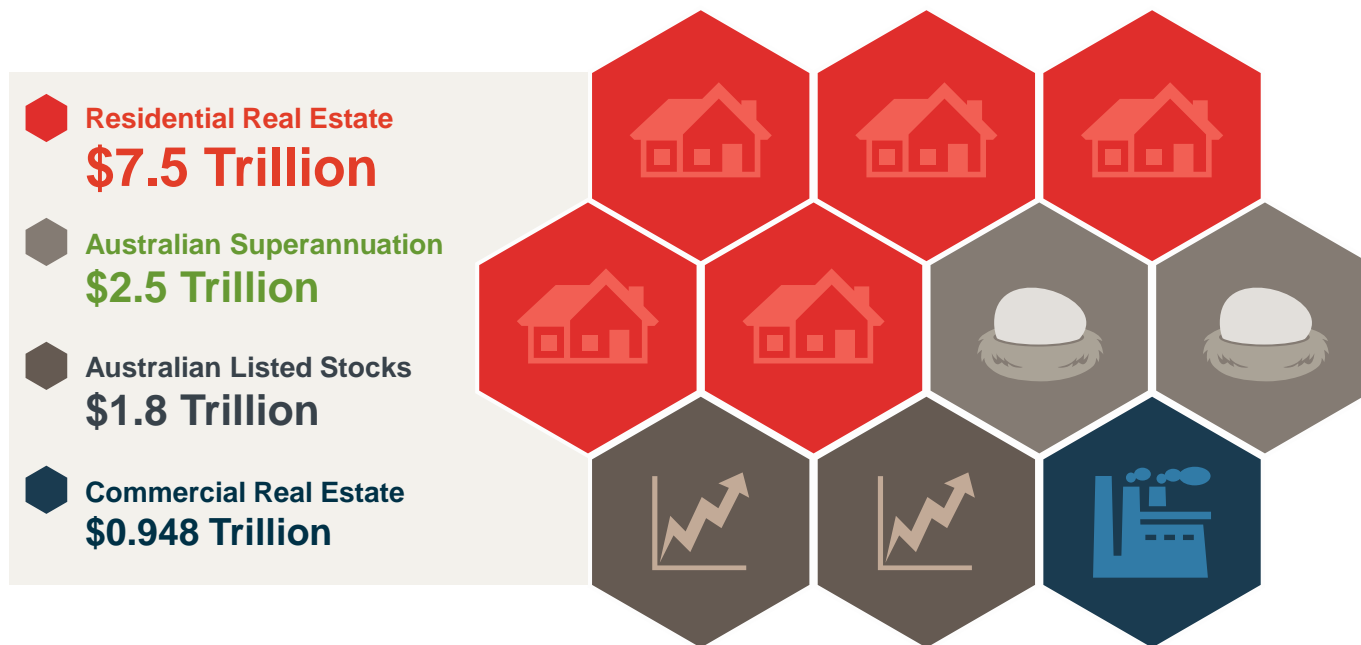 Residential Real Estate
$7.5 Trillion
Australian Superannuation
$2.5 Trillion
Australian Listed Stocks
$1.8 Trillion
Commercial Real Estate
$0.948 Trillion